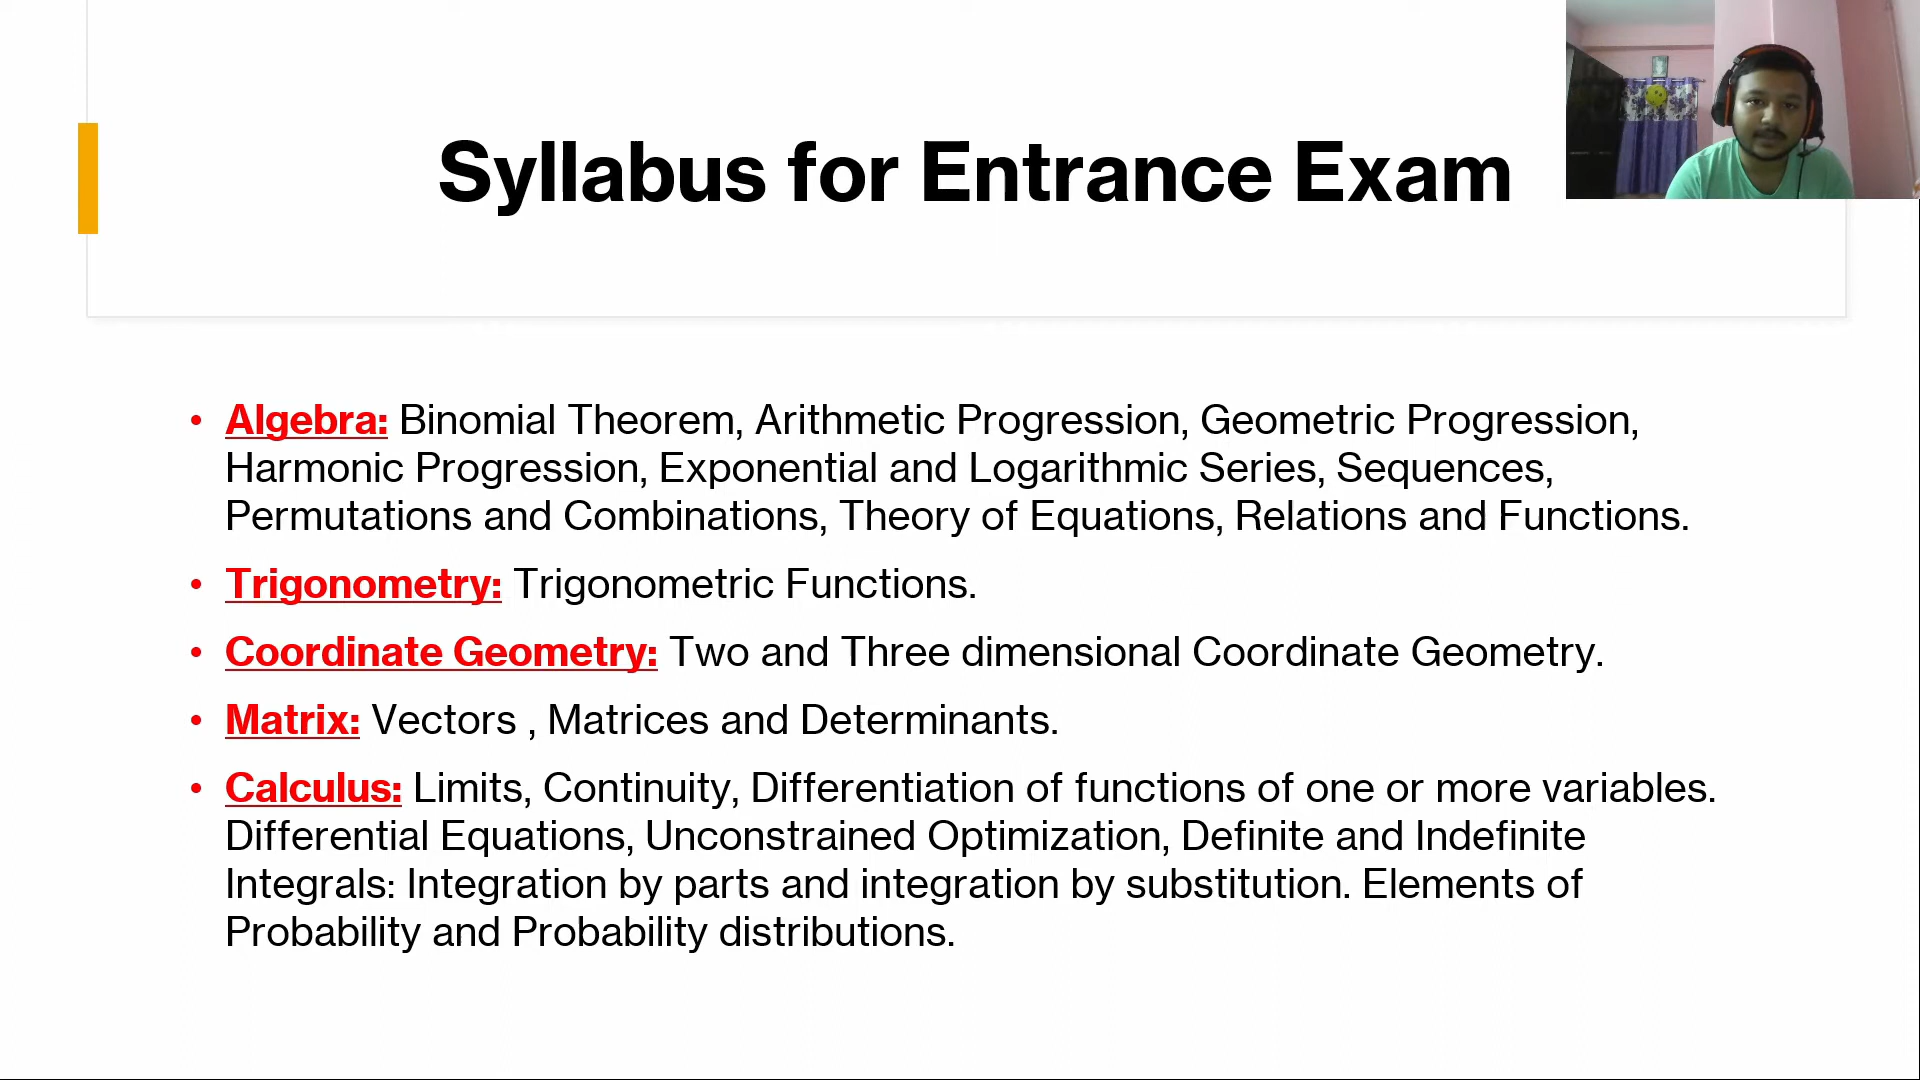 Syllabus for Entrance Exam
• Algebra: Binomial Theorem, Arithmetic Progression, Geometric Progression,
Harmonic Progression, Exponential and Logarithmic Series, Sequences,
Permutations and Combinations, Theory of Equations, Relations and Functions.
• Trigonometry: Trigonometric Functions.
• Coordinate Geometry: Two and Three dimensional Coordinate Geometry.
• Matrix: Vectors , Matrices and Determinants.
• Calculus: Limits, Continuity, Differentiation of functions of one or more variables.
Differential Equations, Unconstrained Optimization, Definite and Indefinite
Integrals: Integration by parts and integration by substitution. Elements of
Probability and Probability distributions.